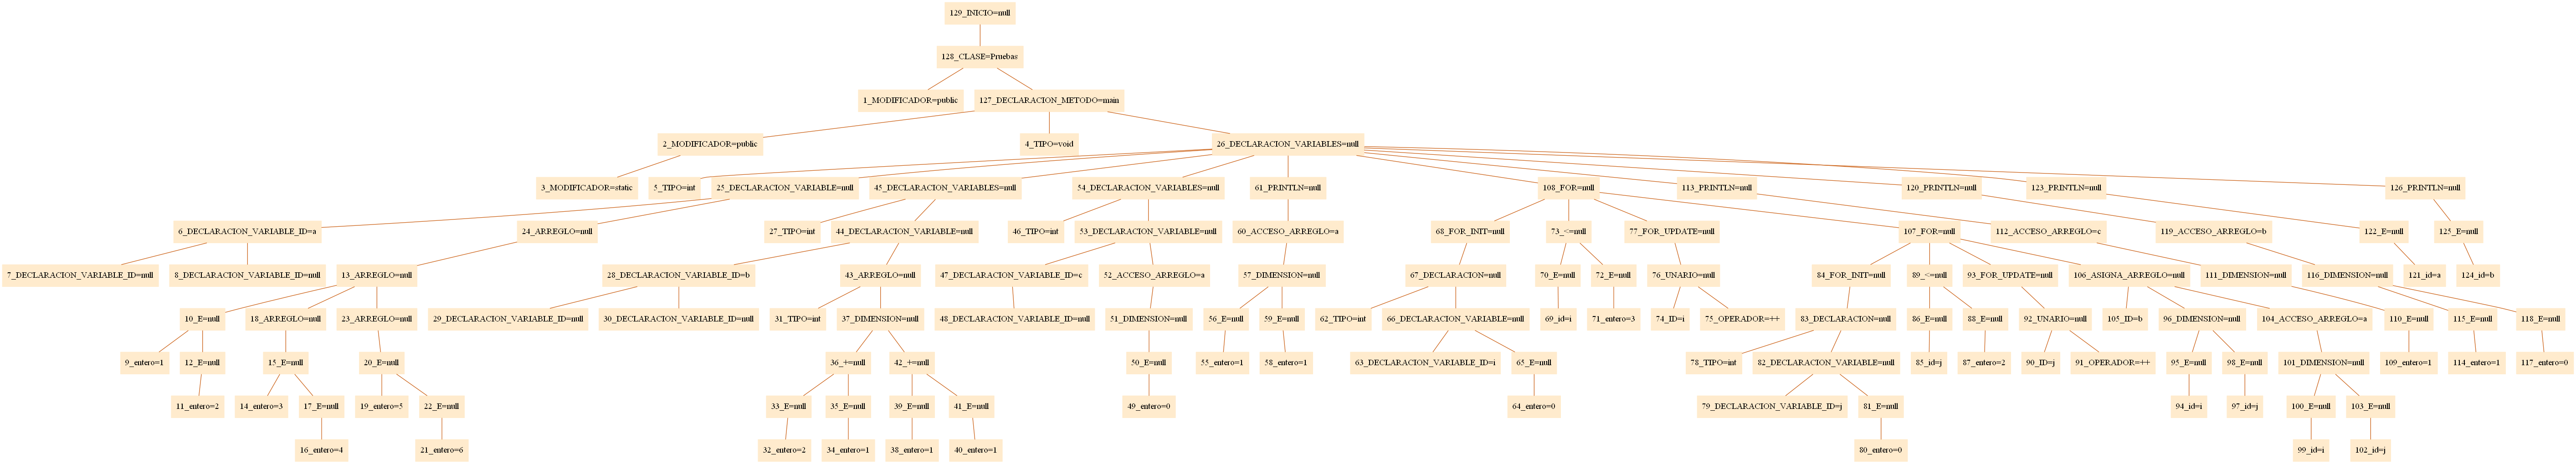 129_INICIO=null
128_CLASE=Pruebas
1_MODIFICADOR=public
127_DECLARACION_METODO=main
2_MODIFICADOR=public
4_TIPO=void
26_DECLARACION_VARIABLES=null
3_MODIFICADOR=static
5_TIPO=int
25_DECLARACION_VARIABLE=null
45_DECLARACION_VARIABLES=null
54_DECLARACION_VARIABLES=null
61_PRINTLN=null
108_FOR=null
113_PRINTLN=null
120_PRINTLN=null
123_PRINTLN=null
126_PRINTLN=null
6_DECLARACION_VARIABLE_ID=a
24_ARREGLO=null
27_TIPO=int
44_DECLARACION_VARIABLE=null
46_TIPO=int
53_DECLARACION_VARIABLE=null
60_ACCESO_ARREGLO=a
68_FOR_INIT=null
73_<=null
77_FOR_UPDATE=null
107_FOR=null
112_ACCESO_ARREGLO=c
119_ACCESO_ARREGLO=b
122_E=null
125_E=null
7_DECLARACION_VARIABLE_ID=null
8_DECLARACION_VARIABLE_ID=null
13_ARREGLO=null
28_DECLARACION_VARIABLE_ID=b
43_ARREGLO=null
47_DECLARACION_VARIABLE_ID=c
52_ACCESO_ARREGLO=a
57_DIMENSION=null
67_DECLARACION=null
70_E=null
72_E=null
76_UNARIO=null
84_FOR_INIT=null
89_<=null
93_FOR_UPDATE=null
106_ASIGNA_ARREGLO=null
111_DIMENSION=null
116_DIMENSION=null
121_id=a
124_id=b
10_E=null
18_ARREGLO=null
23_ARREGLO=null
29_DECLARACION_VARIABLE_ID=null
30_DECLARACION_VARIABLE_ID=null
31_TIPO=int
37_DIMENSION=null
48_DECLARACION_VARIABLE_ID=null
51_DIMENSION=null
56_E=null
59_E=null
62_TIPO=int
66_DECLARACION_VARIABLE=null
69_id=i
71_entero=3
74_ID=i
75_OPERADOR=++
83_DECLARACION=null
86_E=null
88_E=null
92_UNARIO=null
105_ID=b
96_DIMENSION=null
104_ACCESO_ARREGLO=a
110_E=null
115_E=null
118_E=null
9_entero=1
12_E=null
15_E=null
20_E=null
36_+=null
42_+=null
50_E=null
55_entero=1
58_entero=1
63_DECLARACION_VARIABLE_ID=i
65_E=null
78_TIPO=int
82_DECLARACION_VARIABLE=null
85_id=j
87_entero=2
90_ID=j
91_OPERADOR=++
95_E=null
98_E=null
101_DIMENSION=null
109_entero=1
114_entero=1
117_entero=0
11_entero=2
14_entero=3
17_E=null
19_entero=5
22_E=null
33_E=null
35_E=null
39_E=null
41_E=null
49_entero=0
64_entero=0
79_DECLARACION_VARIABLE_ID=j
81_E=null
94_id=i
97_id=j
100_E=null
103_E=null
16_entero=4
21_entero=6
32_entero=2
34_entero=1
38_entero=1
40_entero=1
80_entero=0
99_id=i
102_id=j